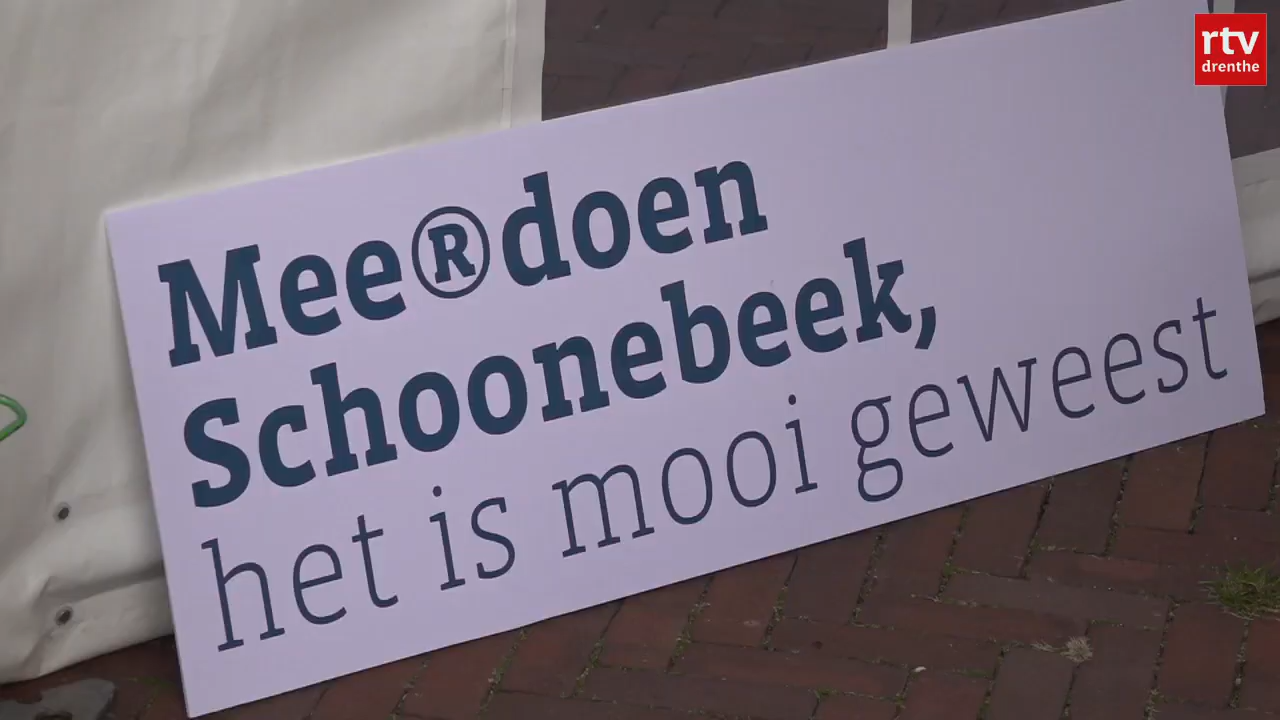 rtv
drenthe
Mee®doen
Schoonebeek,
het is mooi geweest